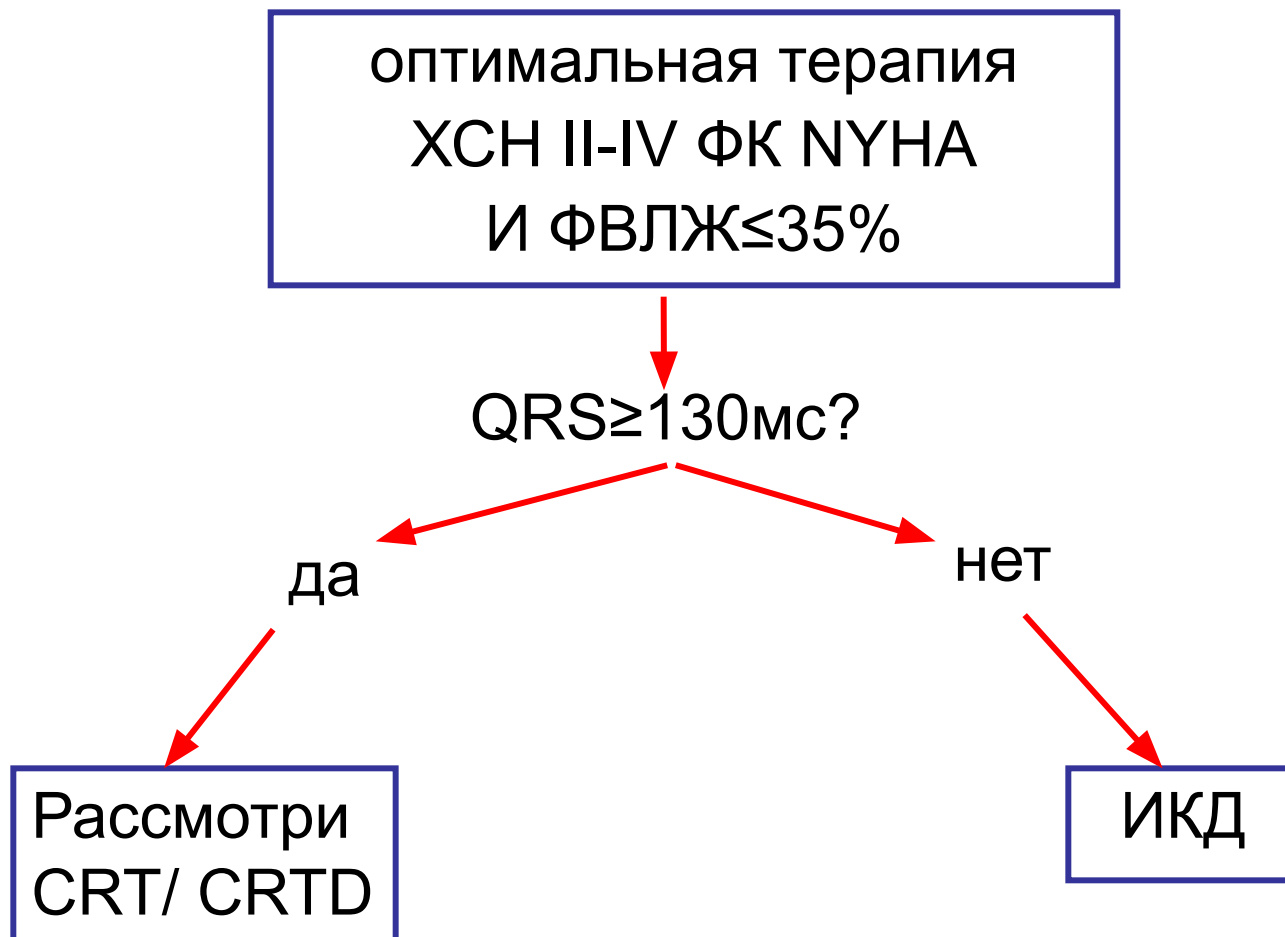 оптимальная терапия
ХСН II-IV ФК NYHA
И ФВЛЖ≤35%
QRS≥130мс?
да
нет
Рассмотри
CRT/ CRTD
ИКД